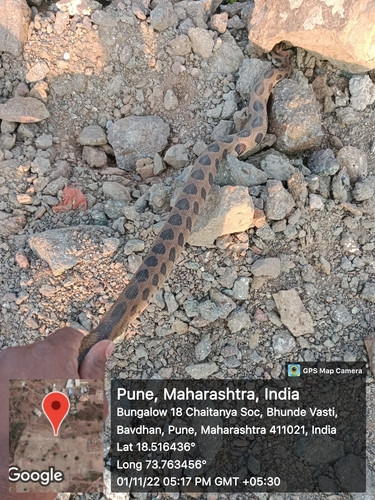 GPS Map Camera
Pune, Maharashtra, India
Bungalow 18 Chaitanya Soc, Bhunde Vasti,
Bavdhan, Pune, Maharashtra 411021, India
Lat 18.516436°
Long 73.763456°
01/11/22 05:17 PM GMT +05:30
Google